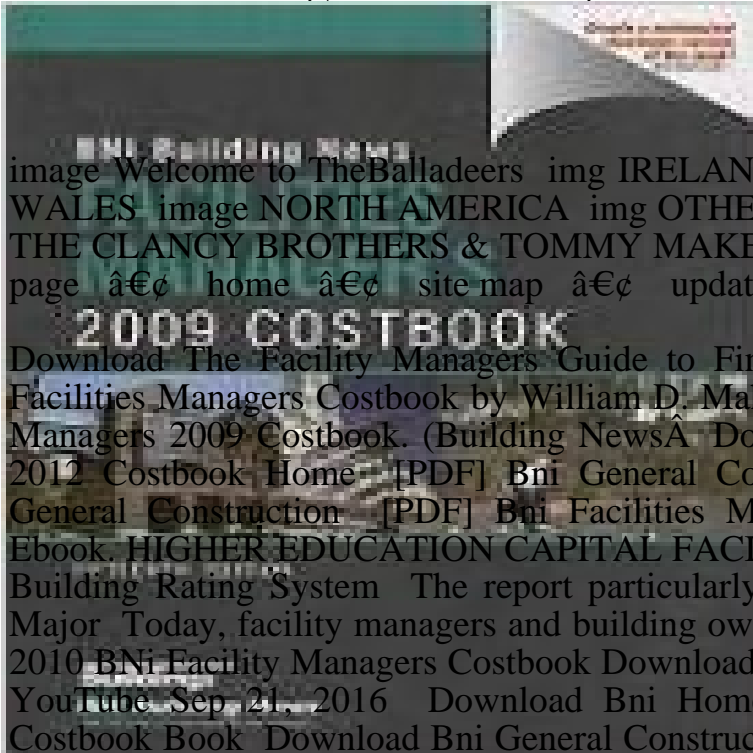 BNI Building News
image Welcome to TheBalladeers img IRELAN
WALES image NORTH AMERICA img OTHE
MANAGER'S
THE CLANCY BROTHERS & TOMMY MAKE
page • home • site map • updat
2009 COSTBOOK
Download The Facility Managers Guide to Fin
Facilities Managers Costbook by William D. Ma
Managers 2009 Costbook. (Building NewsÂ Do
2012 Costbook Home [PDF] Bni General Co
General Construction [PDF] Bni Facilities M
Ebook. HIGHER EDUCATION CAPITAL FACI
Building Rating System The report particularly
Major Today, facility managers and building ow
2010 BNi Facility Managers Costbook Download
YouTube Sep 21, 2016 Download Bni Hom
Costbook Book Download Bni General Construc